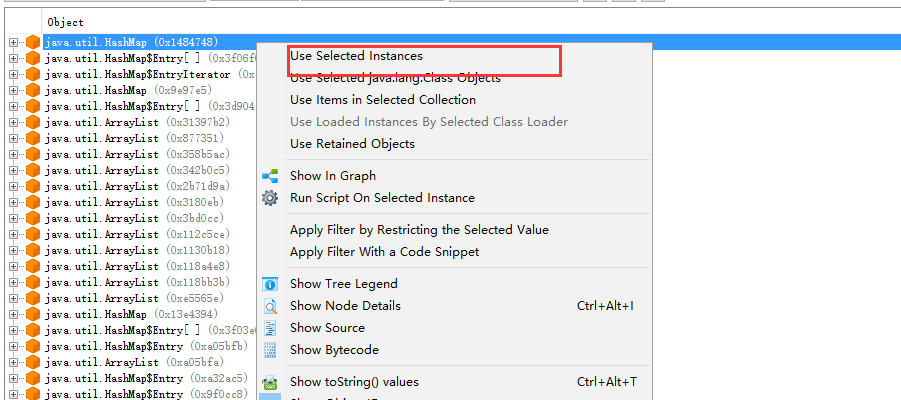 Object
java.util.HashMap (0x1484748)
java.util.HashMap$Entry[ ] (0x3f06f
java.util.HashMap$EntryIterator (0x
java.util.HashMap (0x9e97e5)
java.util.HashMap$Entry[ ] (0x3d904
java.util.ArrayList (0x31397b2)
java.util.ArrayList (0x877351)
java.util.ArrayList (0x358b5ac)
java.util.ArrayList (0x342b0c5)
java.util.ArrayList (0x2b71d9a)
java.util.ArrayList (0x3180eb)
java.util.ArrayList (0x3bd0cc)
java.util.ArrayList (0x112c5ce)
java.util.ArrayList (0x1130b18)
java.util.ArrayList (0x118a4e8)
java.util.ArrayList (0x118bb3b)
java.util.ArrayList (0xe5565e)
java.util.HashMap (0x13e4394)
java.util.HashMap$Entry[ ] (0x3f03e
java.util.HashMap$Entry (0xa05bfb)
java.util.ArrayList (0xa05bfa)
java.util.HashMap$Entry (0xa32ac5)
java.util.HashMap$Entry (0x9f0cc8)
Use Selected Instances
Use Selected java.lang.Class Objects
Use Items in Selected Collection
Use Loaded Instances By Selected Class Loader
Use Retained Objects
Show In Graph
Run Script On Selected Instance
Apply Filter by Restricting the Selected Value
Apply Filter With a Code Snippet
Show Tree Legend
Show Node Details Ctrl+Alt+I
Show Source
Show Bytecode
Show toString() values Ctrl+Alt+T